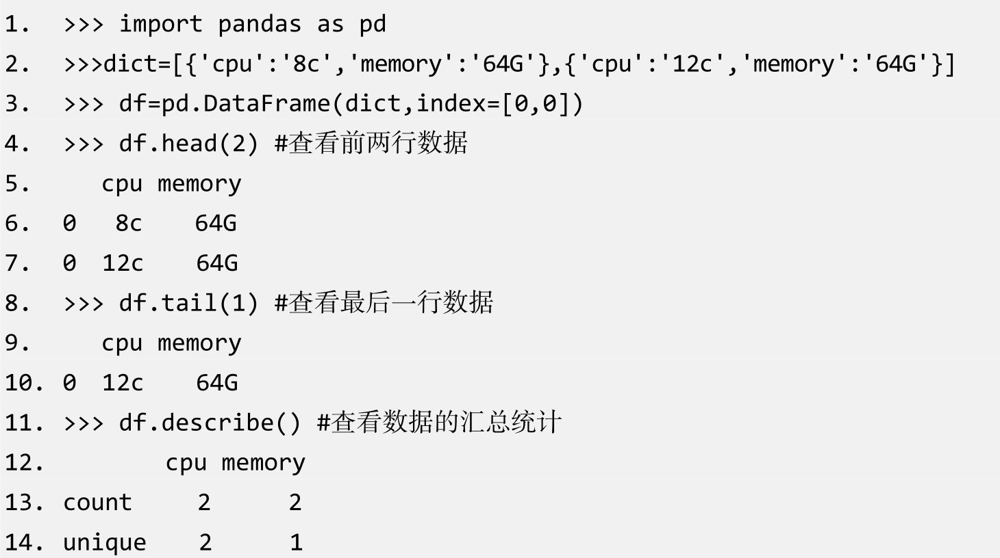 1. >>> import pandas as pd
2. >>>dict=[{'cpu':'8c','memory':'64G'},{'cpu':'12c','memory':'64G'}]
3. >>> df=pd.DataFrame(dict,index=[0,0])
4. >>> df.head(2) #查看前两行数据
5. cpu memory
6. 0 8c 64G
7. 0 12c 64G
8. >>> df.tail(1) #查看最后一行数据
9. cpu memory
10. 0 12c 64G
11. >>> df.describe() #查看数据的汇总统计
12. cpu memory
13. count 2 2
14. unique 2 1